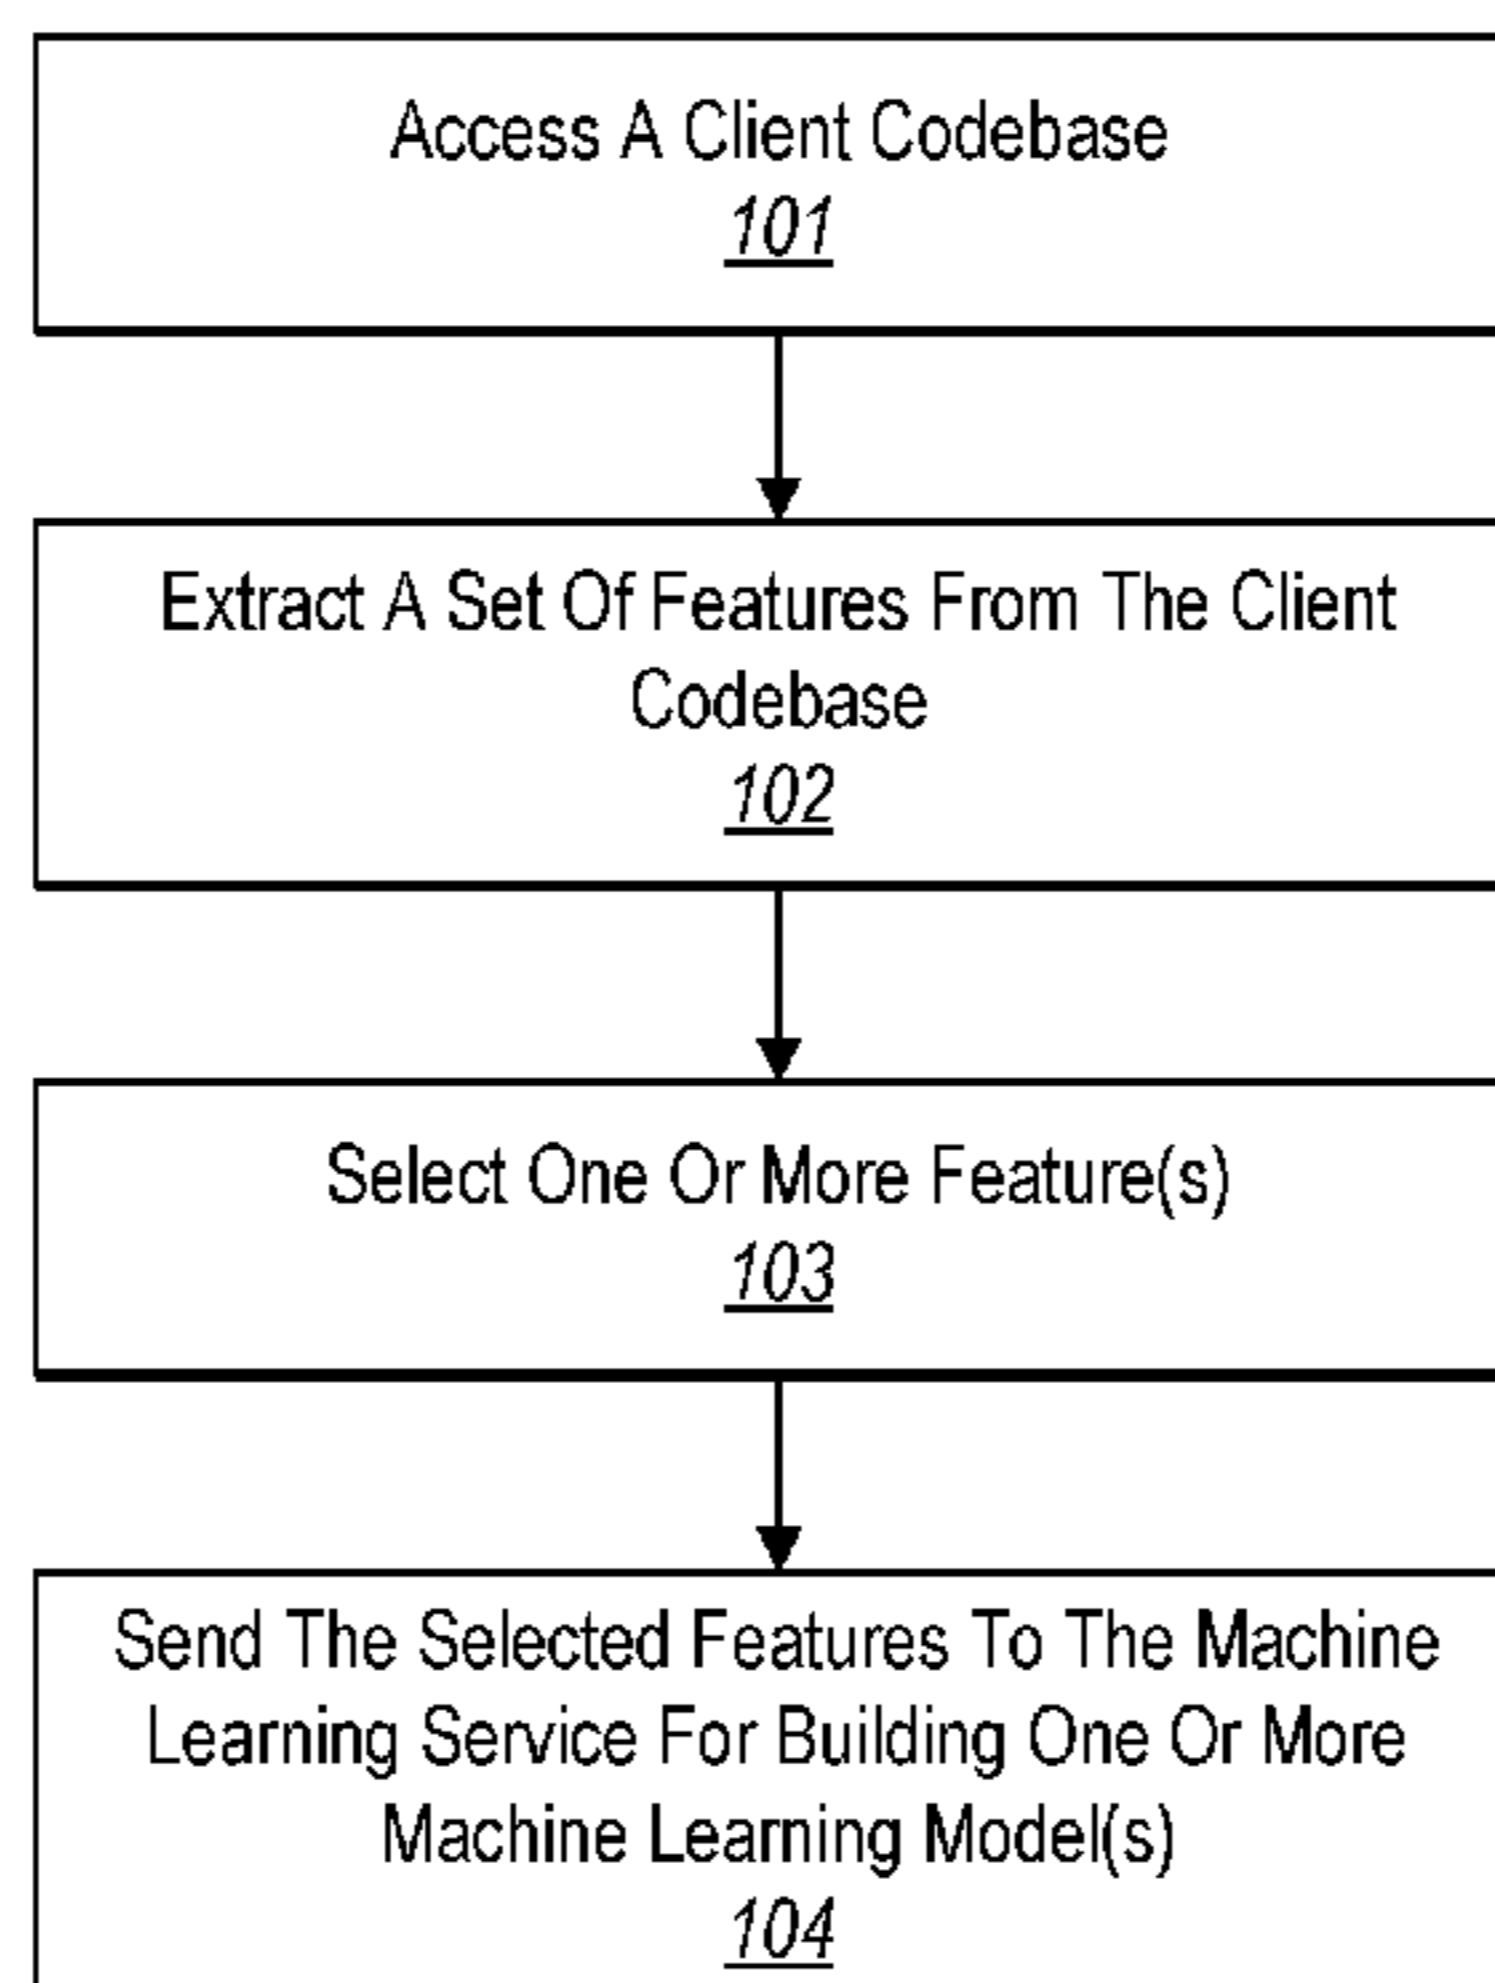 Access A Client Codebase
101
Extract A Set Of Features From The Client
Codebase
102
Select One Or More Feature(s)
103
Send The Selected Features To The Machine
Learning Service For Building One Or More
Machine Learning Model(s)
104